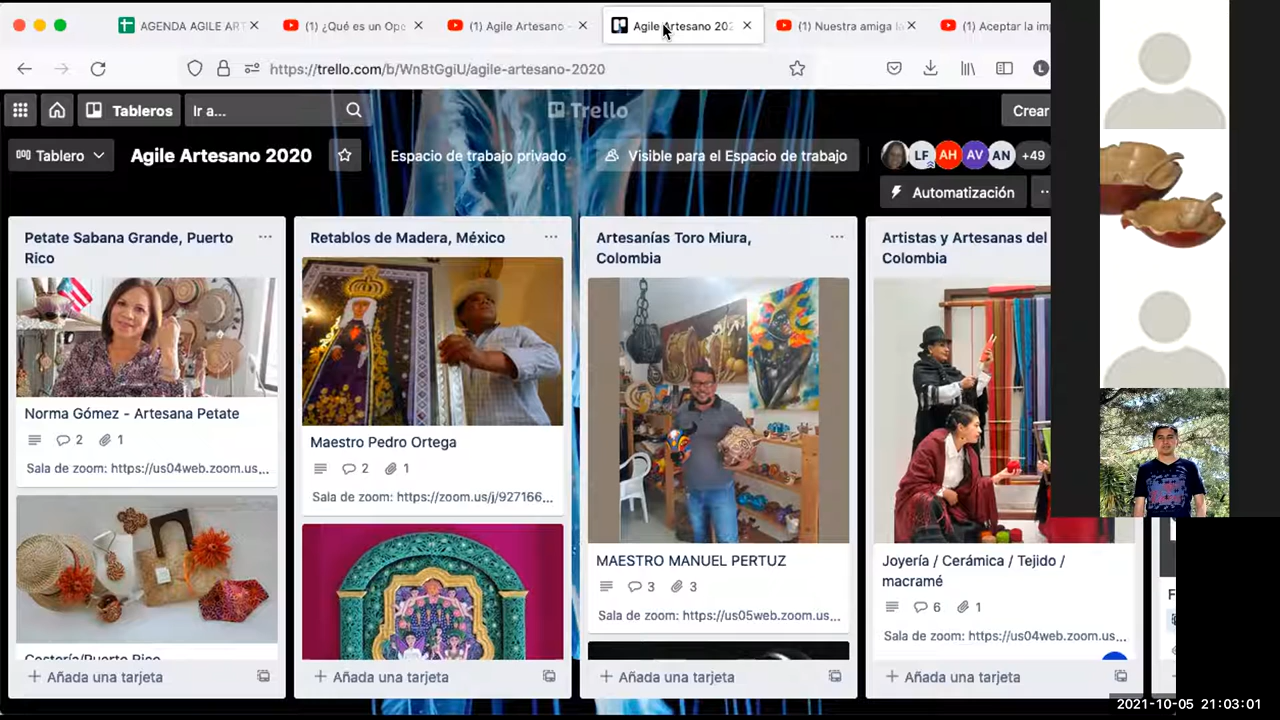 AGENDA AGILE ART
(1) ¿Qué es un Ope
(1) Agile Artesano -
Agile Artesano 202
(1) Nuestra amiga la
(1) Aceptar la imp
https://trello.com/b/Wn8tGgiU/agile-artesano-2020
L
Tableros
Ir a...
Trello
Crear
Tablero
Agile Artesano 2020
Espacio de trabajo privado
Visible para el Espacio de trabajo
LF
AH
AV
AN
+49
Automatización
Petate Sabana Grande, Puerto
Rico
Norma Gómez - Artesana Petate
2
1
Sala de zoom: https://us04web.zoom.us...
Costería/Puerto Rico
Añada una tarjeta
Retablos de Madera, México
Maestro Pedro Ortega
2
1
Sala de zoom: https://zoom.us/j/927166...
Añada una tarjeta
Artesanías Toro Miura,
Colombia
MAESTRO MANUEL PERTUZ
3
3
Sala de zoom: https://us05web.zoom.us...
Añada una tarjeta
Artistas y Artesanas del
Colombia
Joyería / Cerámica / Tejido /
macramé
6
1
Sala de zoom: https://us04web.zoom.us...
Añada una tarjeta
F
2021-10-05 21:03:01